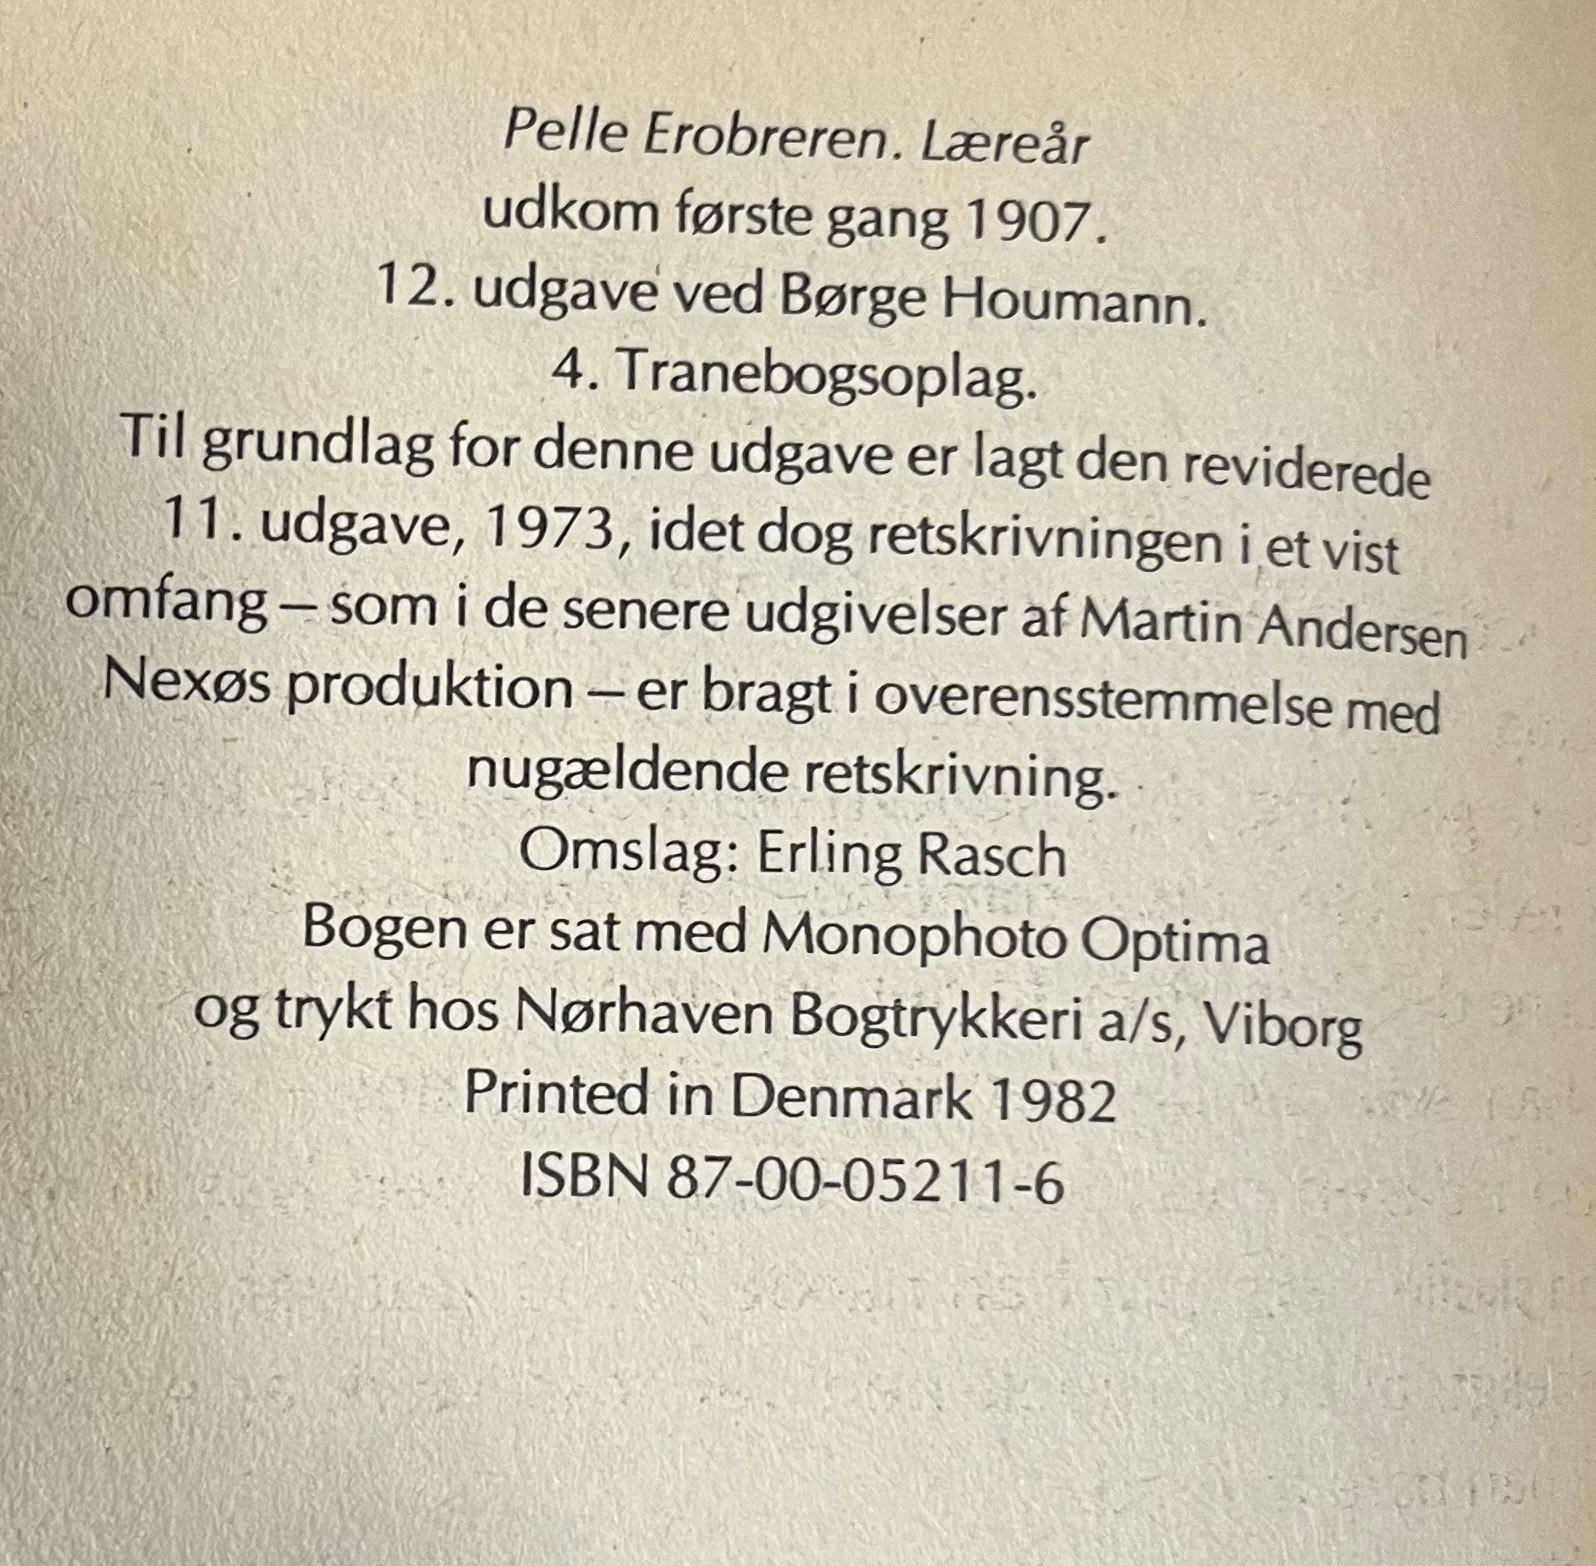 Pelle Erobreren. Læreår
udkom første gang 1907.
12. udgave ved Børge Houmann.
4. Tranebogsoplag.
Til grundlag for denne udgave er lagt den reviderede
11. udgave, 1973, idet dog retskrivningen i et vist
omfang – som i de senere udgivelser af Martin Andersen
Nexøs produktion – er bragt i overensstemmelse med
nugældende retskrivning.
Omslag: Erling Rasch
Bogen er sat med Monophoto Optima
og trykt hos Nørhaven Bogtrykkeri a/s, Viborg
Printed in Denmark 1982
ISBN 87-00-05211-6